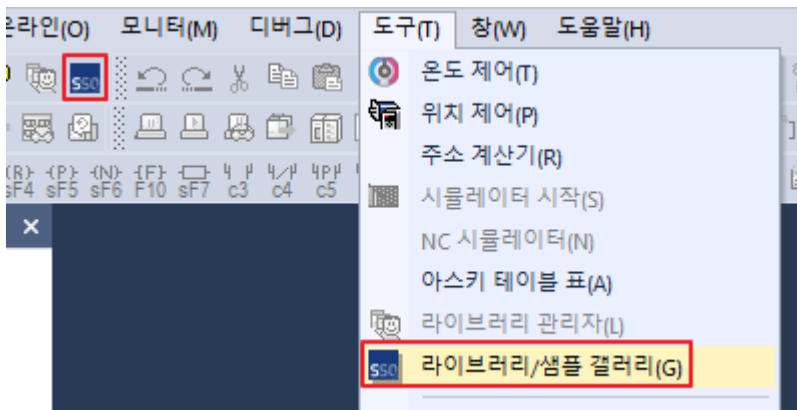 온라인(O) 모니터(M) 디버그(D) 도구(T) 창(W) 도움말(H)
SSQ
(R) (P) (N) (F)
sF4 sF5 sF6 F10 sF7 c3 c4 c5
온도 제어(T)
위치 제어(P)
주소 계산기(R)
시뮬레이터 시작(S)
NC 시뮬레이터(N)
아스키 테이블 표(A)
라이브러리 관리자(L)
SSQ 라이브러리/샘플 갤러리(G)